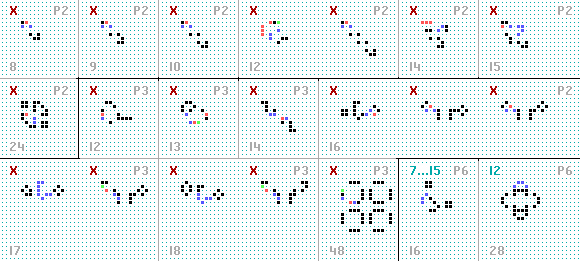 X P2 X P2 X P2 X X P2 X P2 X P2
8 9 10 12 14 15
X P2 X P3 X P3 X P3 X X P2 X P2
24 12 13 14 16
X X P3 X X P3 X P3 7...15 P6 12 P6
17 18 48 16 28